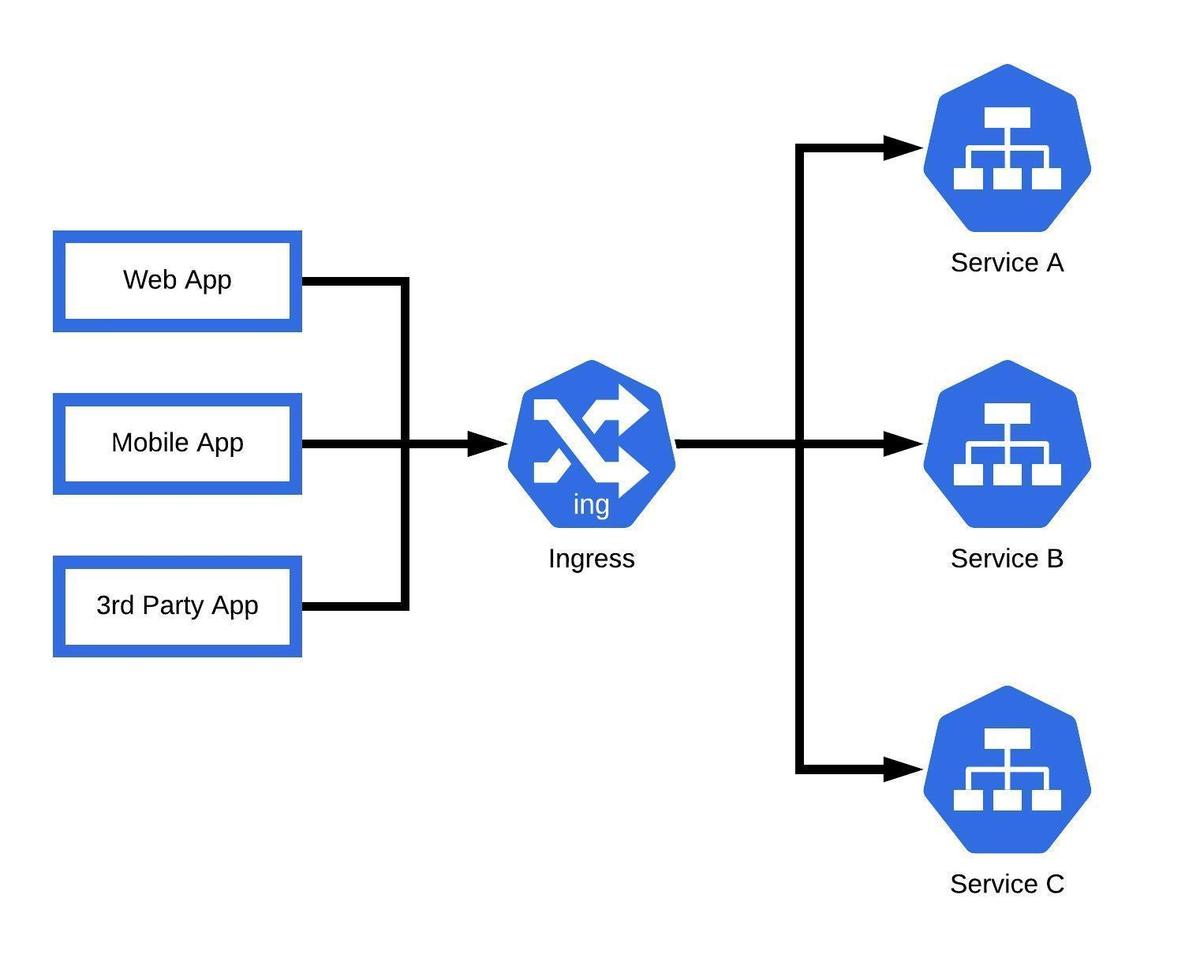 Web App
Mobile App
3rd Party App
ing
Ingress
Service A
Service B
Service C